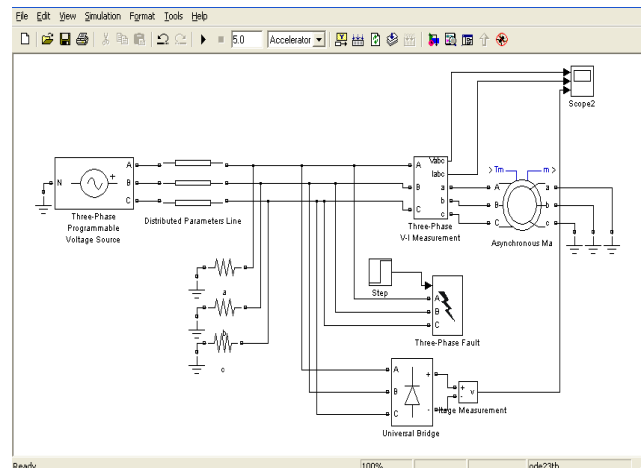 File Edit View Simulation Format Tools Help
5.0 Accelerator
Scope2
Vabc
Iabc
A
B
C
a
b
c
Three-Phase
V-I Measurement
> Tm
m >
A
B
C
a
b
c
Asynchronous Ma
N
A
B
C
Three-Phase
Programmable
Voltage Source
Distributed Parameters Line
a
b
c
Step
A
B
C
Three-Phase Fault
A
B
C
+
-
Universal Bridge
+
-
v
ltage Measurement
Ready 100% ode23tb